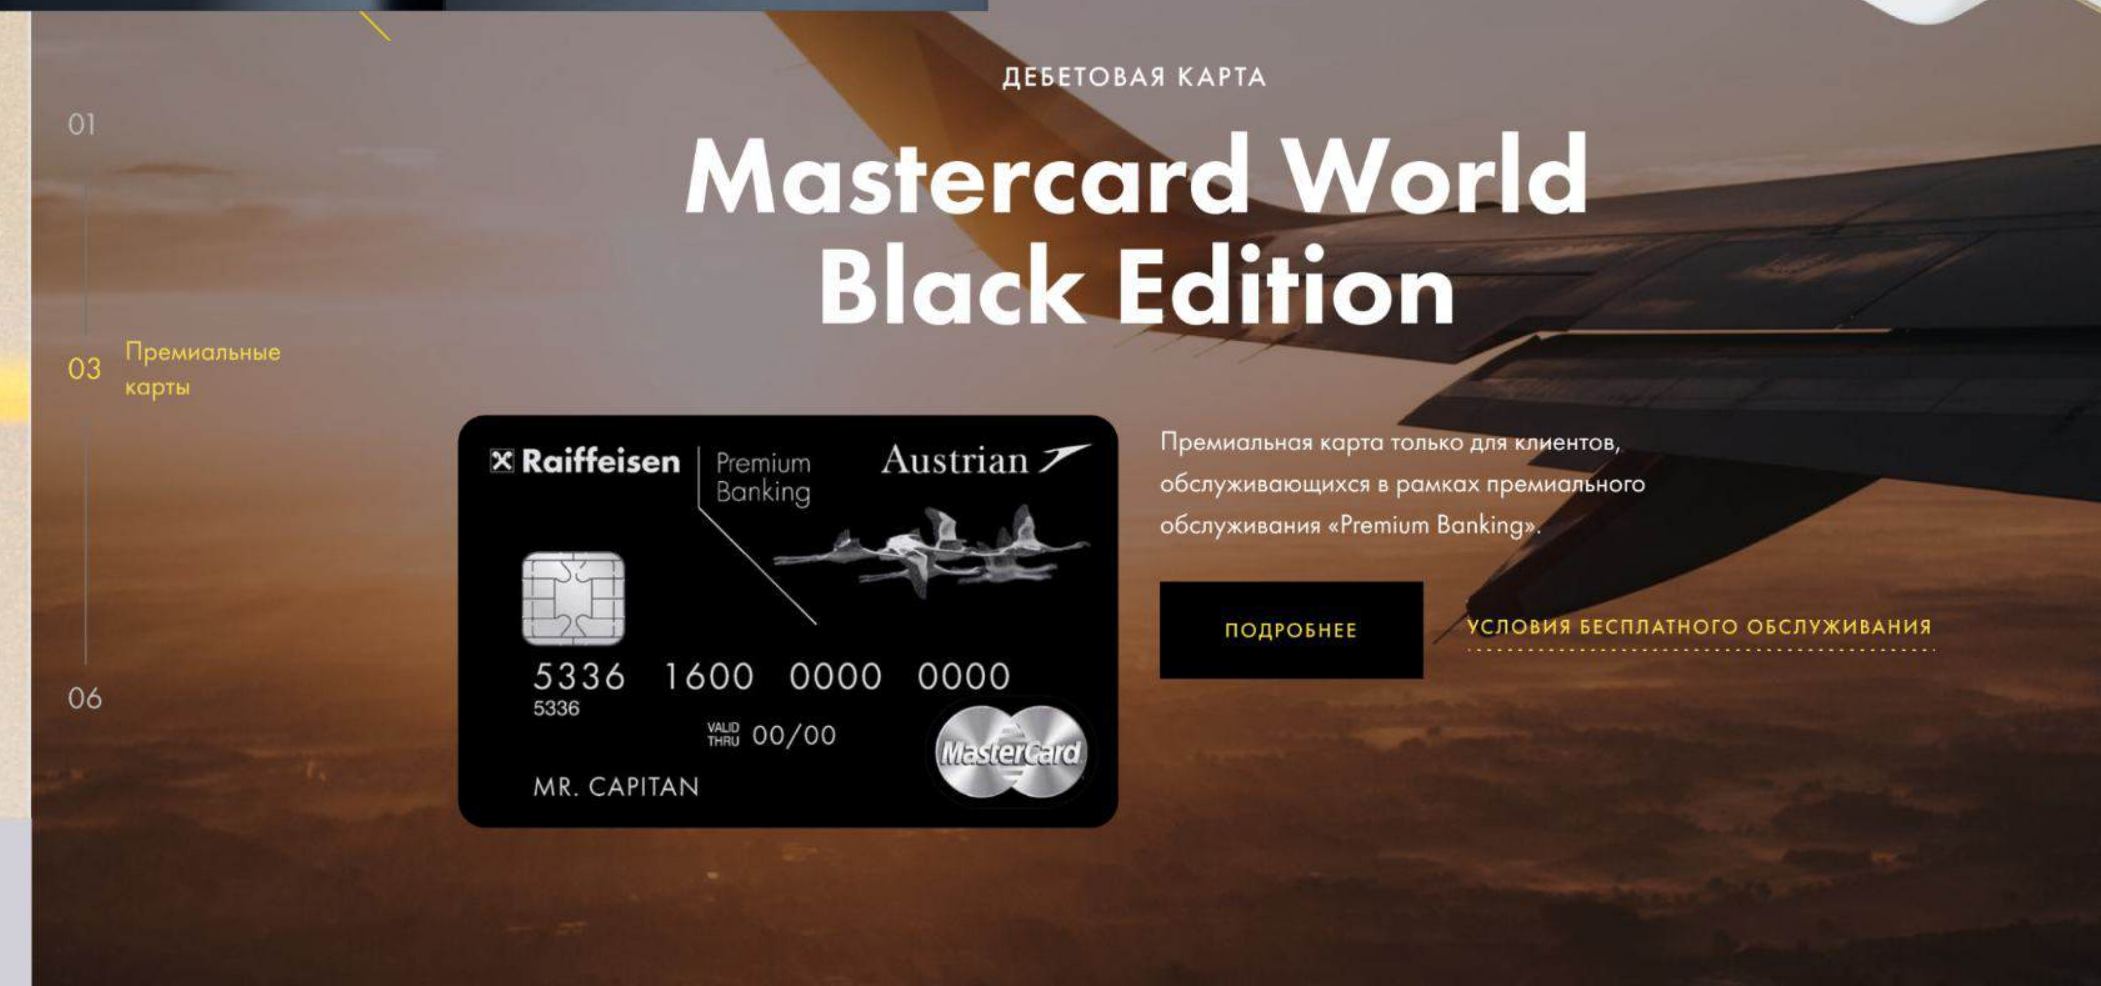 ДЕБЕТОВАЯ КАРТА
Mastercard World
Black Edition
01
03
Премиальные
карты
06
Raiffeisen
Premium
Banking
Austrian
5336 1600 0000 0000
5336
VALID
THRU
00/00
MR. CAPITAN
MasterCard
Премиальная карта только для клиентов,
обслуживающихся в рамках премиального
обслуживания «Premium Banking».
ПОДРОБНЕЕ
УСЛОВИЯ БЕСПЛАТНОГО ОБСЛУЖИВАНИЯ